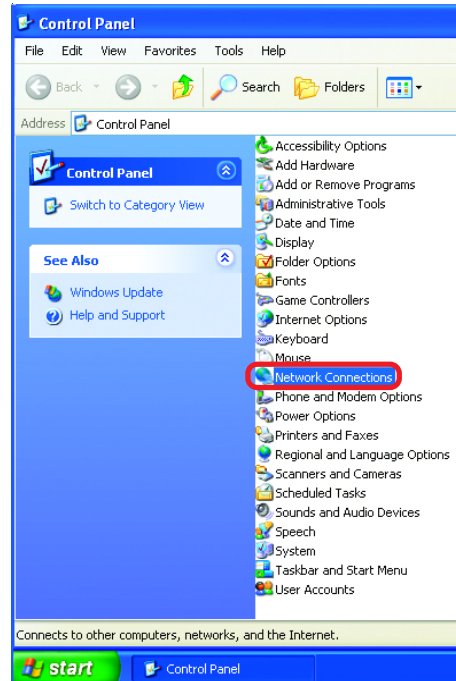 Control Panel
File Edit View Favorites Tools Help
Back Search Folders
Address Control Panel
Control Panel
Switch to Category View
See Also
Windows Update
Help and Support
Accessibility Options
Add Hardware
Add or Remove Programs
Administrative Tools
Date and Time
Display
Folder Options
Fonts
Game Controllers
Internet Options
Keyboard
Mouse
Network Connections
Phone and Modem Options
Power Options
Printers and Faxes
Regional and Language Options
Scanners and Cameras
Scheduled Tasks
Sounds and Audio Devices
Speech
System
Taskbar and Start Menu
User Accounts
Connects to other computers, networks, and the Internet.
start Control Panel